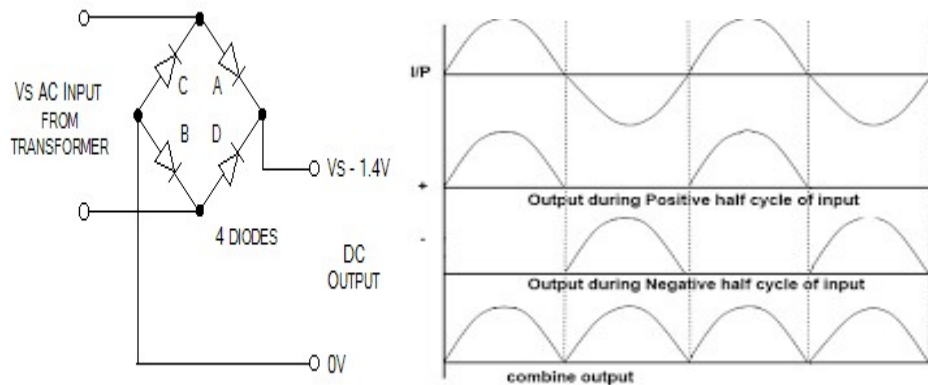 VS AC INPUT
FROM
TRANSFORMER
C
A
B
D
4 DIODES
VS - 1.4V
DC
OUTPUT
0V
I/P
+
Output during Positive half cycle of input
-
Output during Negative half cycle of input
combine output